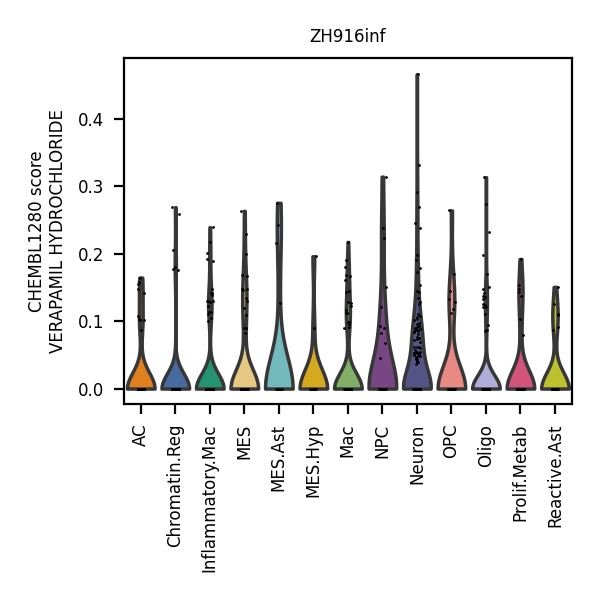 ZH916inf
CHEMBL1280 score
VERAPAMIL HYDROCHLORIDE
0.4
0.3
0.2
0.1
0.0
AC
Chromatin.Reg
Inflammatory.Mac
MES
MES.Ast
MES.Hyp
Mac
NPC
Neuron
OPC
Oligo
Prolif.Metab
Reactive.Ast